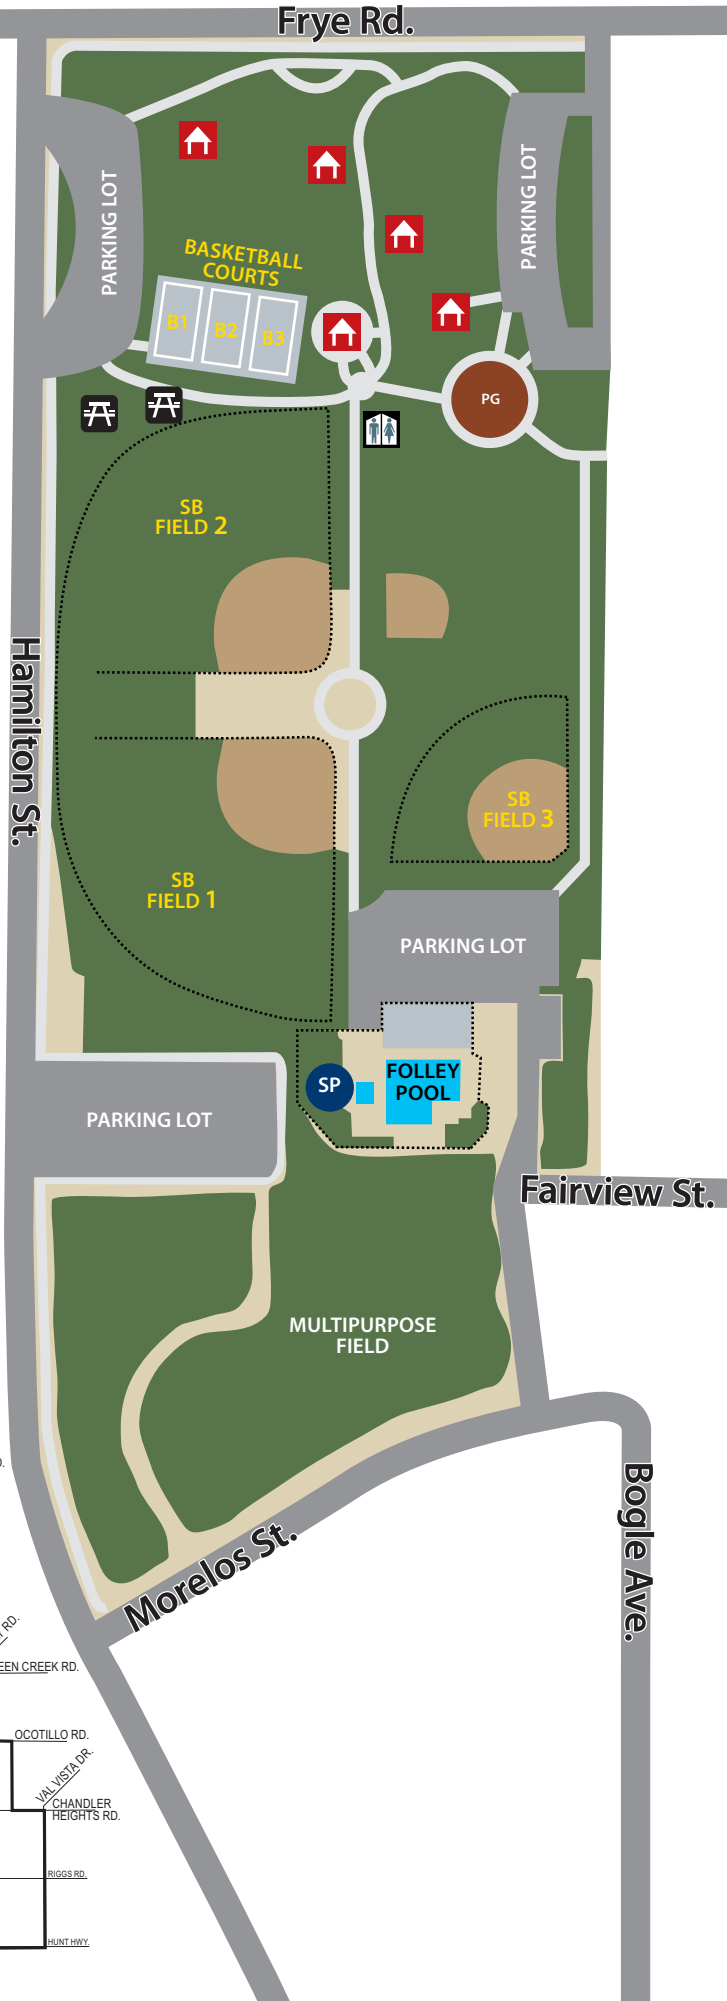 Frye Rd.
PARKING LOT
PARKING LOT
BASKETBALL
COURTS
B1
B2
B3
PG
SB
FIELD 2
Hamilton St.
SB
FIELD 3
SB
FIELD 1
PARKING LOT
SP
FOLLEY
POOL
PARKING LOT
Fairview St.
MULTIPURPOSE
FIELD
Bogle Ave.
Morelos St.
RD.
EEN CREEK RD.
OCOTILLO RD.
VAL VISTA DR.
CHANDLER
HEIGHTS RD.
RIGGS RD.
HUNT HWY.